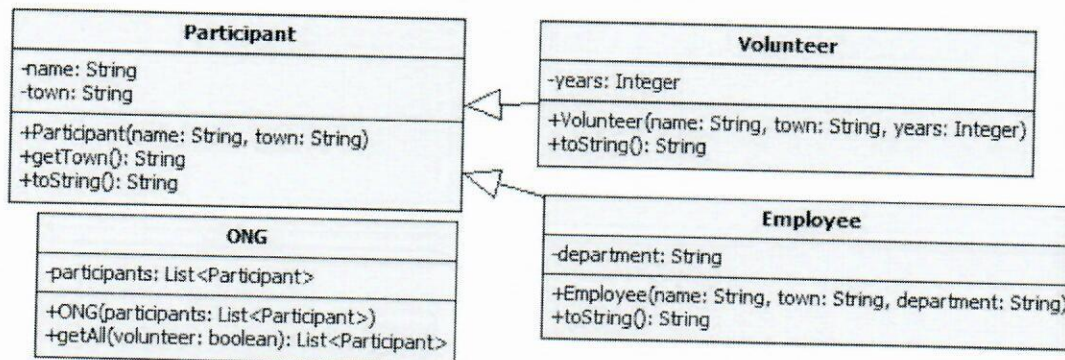 Participant
-name: String
-town: String
+Participant(name: String, town: String)
+getTown(): String
+toString(): String
Volunteer
-years: Integer
+Volunteer(name: String, town: String, years: Integer)
+toString(): String
ONG
-participants: List<Participant>
+ONG(participants: List<Participant>)
+getAll(volunteer: boolean): List<Participant>
Employee
-department: String
+Employee(name: String, town: String, department: String)
+toString(): String